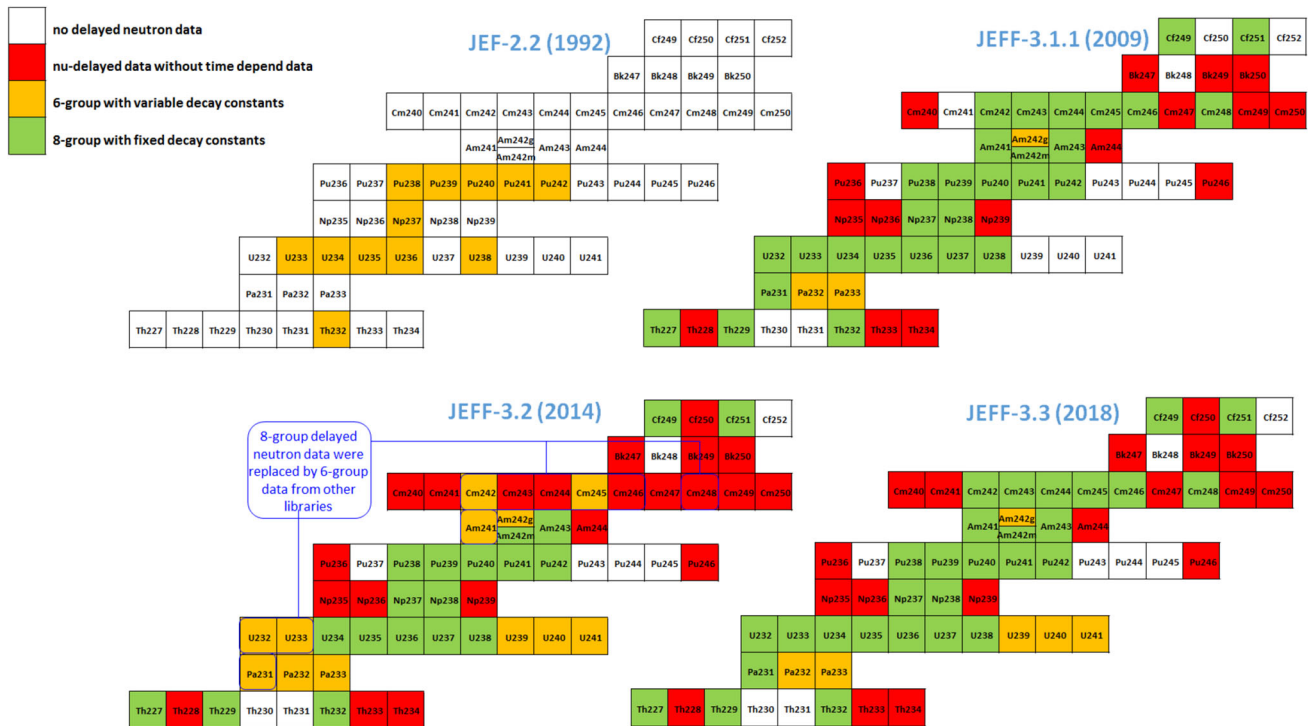 no delayed neutron data
nu-delayed data without time depend data
6-group with variable decay constants
8-group with fixed decay constants
JEF-2.2 (1992)
Cf249 Cf250 Cf251 Cf252
Bk247 Bk248 Bk249 Bk250
Cm240 Cm241 Cm242 Cm243 Cm244 Cm245 Cm246 Cm247 Cm248 Cm249 Cm250
Am241 Am242g Am243 Am244
Am242m
Pu236 Pu237 Pu238 Pu239 Pu240 Pu241 Pu242 Pu243 Pu244 Pu245 Pu246
Np235 Np236 Np237 Np238 Np239
U232 U233 U234 U235 U236 U237 U238 U239 U240 U241
Pa231 Pa232 Pa233
Th227 Th228 Th229 Th230 Th231 Th232 Th233 Th234
JEFF-3.1.1 (2009)
Cf249 Cf250 Cf251 Cf252
Bk247 Bk248 Bk249 Bk250
Cm240 Cm241 Cm242 Cm243 Cm244 Cm245 Cm246 Cm247 Cm248 Cm249 Cm250
Am241 Am242g Am243 Am244
Am242m
Pu236 Pu237 Pu238 Pu239 Pu240 Pu241 Pu242 Pu243 Pu244 Pu245 Pu246
Np235 Np236 Np237 Np238 Np239
U232 U233 U234 U235 U236 U237 U238 U239 U240 U241
Pa231 Pa232 Pa233
Th227 Th228 Th229 Th230 Th231 Th232 Th233 Th234
JEFF-3.2 (2014)
8-group delayed
neutron data were
replaced by 6-group
data from other
libraries
Cf249 Cf250 Cf251 Cf252
Bk247 Bk248 Bk249 Bk250
Cm240 Cm241 Cm242 Cm243 Cm244 Cm245 Cm246 Cm247 Cm248 Cm249 Cm250
Am241 Am242g Am243 Am244
Am242m
Pu236 Pu237 Pu238 Pu239 Pu240 Pu241 Pu242 Pu243 Pu244 Pu245 Pu246
Np235 Np236 Np237 Np238 Np239
U232 U233 U234 U235 U236 U237 U238 U239 U240 U241
Pa231 Pa232 Pa233
Th227 Th228 Th229 Th230 Th231 Th232 Th233 Th234
JEFF-3.3 (2018)
Cf249 Cf250 Cf251 Cf252
Bk247 Bk248 Bk249 Bk250
Cm240 Cm241 Cm242 Cm243 Cm244 Cm245 Cm246 Cm247 Cm248 Cm249 Cm250
Am241 Am242g Am243 Am244
Am242m
Pu236 Pu237 Pu238 Pu239 Pu240 Pu241 Pu242 Pu243 Pu244 Pu245 Pu246
Np235 Np236 Np237 Np238 Np239
U232 U233 U234 U235 U236 U237 U238 U239 U240 U241
Pa231 Pa232 Pa233
Th227 Th228 Th229 Th230 Th231 Th232 Th233 Th234